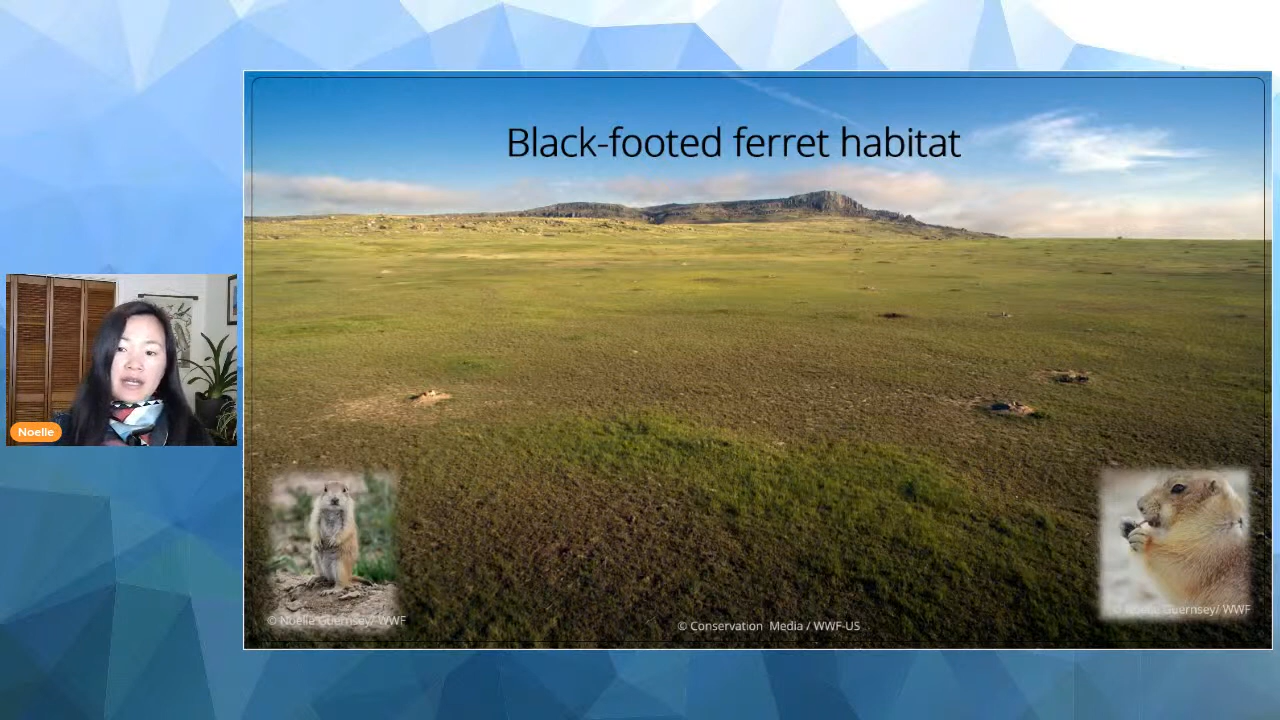 Black-footed ferret habitat
Noelle
© Noelle Guernsey/ WWF
© Conservation Media / WWF-US
© Noelle Guernsey/ WWF